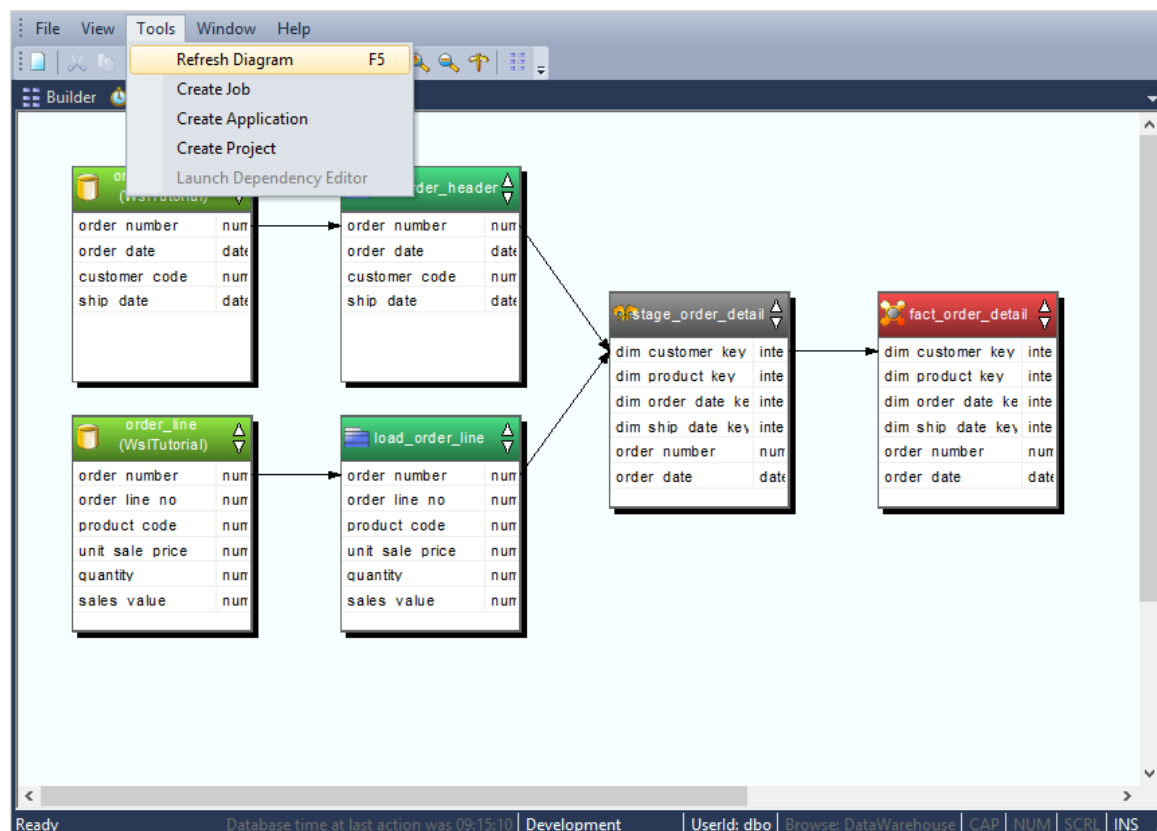 File View Tools Window Help
Refresh Diagram F5
Create Job
Create Application
Create Project
Launch Dependency Editor
Builder
(WslTutorial)
order number num
order date date
customer code num
ship date date
order number num
order date date
customer code num
ship date date
order_line
(WslTutorial)
order number num
order line no num
product code num
unit sale price num
quantity num
sales value num
load_order_line
order number num
order line no num
product code num
unit sale price num
quantity num
sales value num
stage_order_detail
dim customer key inte
dim product key inte
dim order date ke inte
dim ship date key inte
order number num
order date date
fact_order_detail
dim customer key inte
dim product key inte
dim order date ke inte
dim ship date key inte
order number num
order date date
Ready Database time at last action was 09:15:10 Development UserId: dbo Browse: DataWarehouse CAP NUM SCRL INS